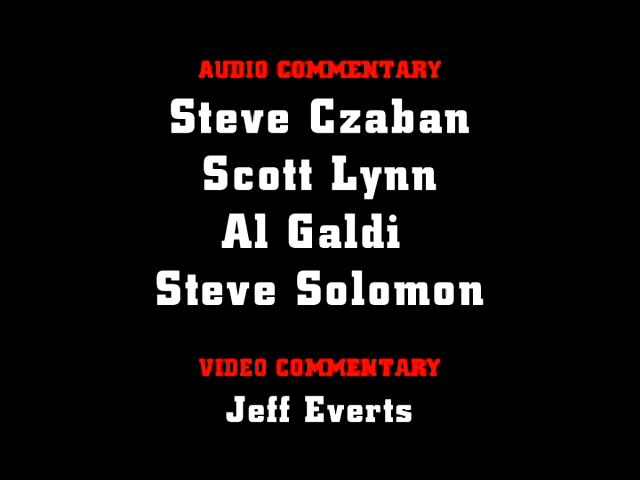 AUDIO COMMENTARY
Steve Czaban
Scott Lynn
Al Galdi
Steve Solomon
VIDEO COMMENTARY
Jeff Everts